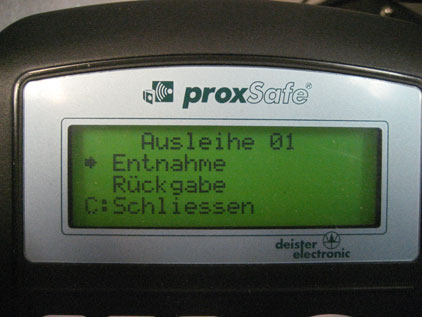 proxSafe®
Ausleihe 01
Entnahme
Rückgabe
C:Schliessen
deister
electronic